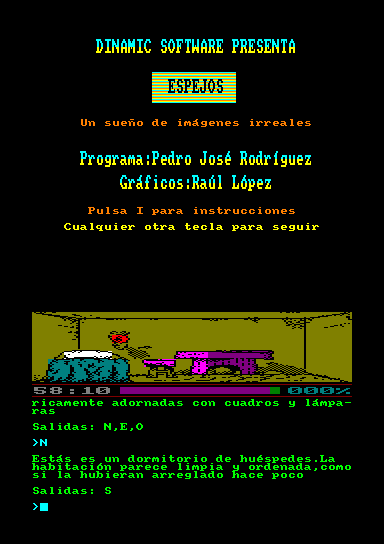 DINAMIC SOFTWARE PRESENTA
ESPEJOS
Un sueño de imágenes irreales
Programa:Pedro José Rodríguez
Gráficos:Raúl López
Pulsa I para instrucciones
Cualquier otra tecla para seguir
58:10 000%
ricamente adornadas con cuadros y lámpa-
ras
Salidas: N,E,O
>N
Estás es un dormitorio de huéspedes.La
habitación parece limpia y ordenada,como
si la hubieran arreglado hace poco
Salidas: S
>